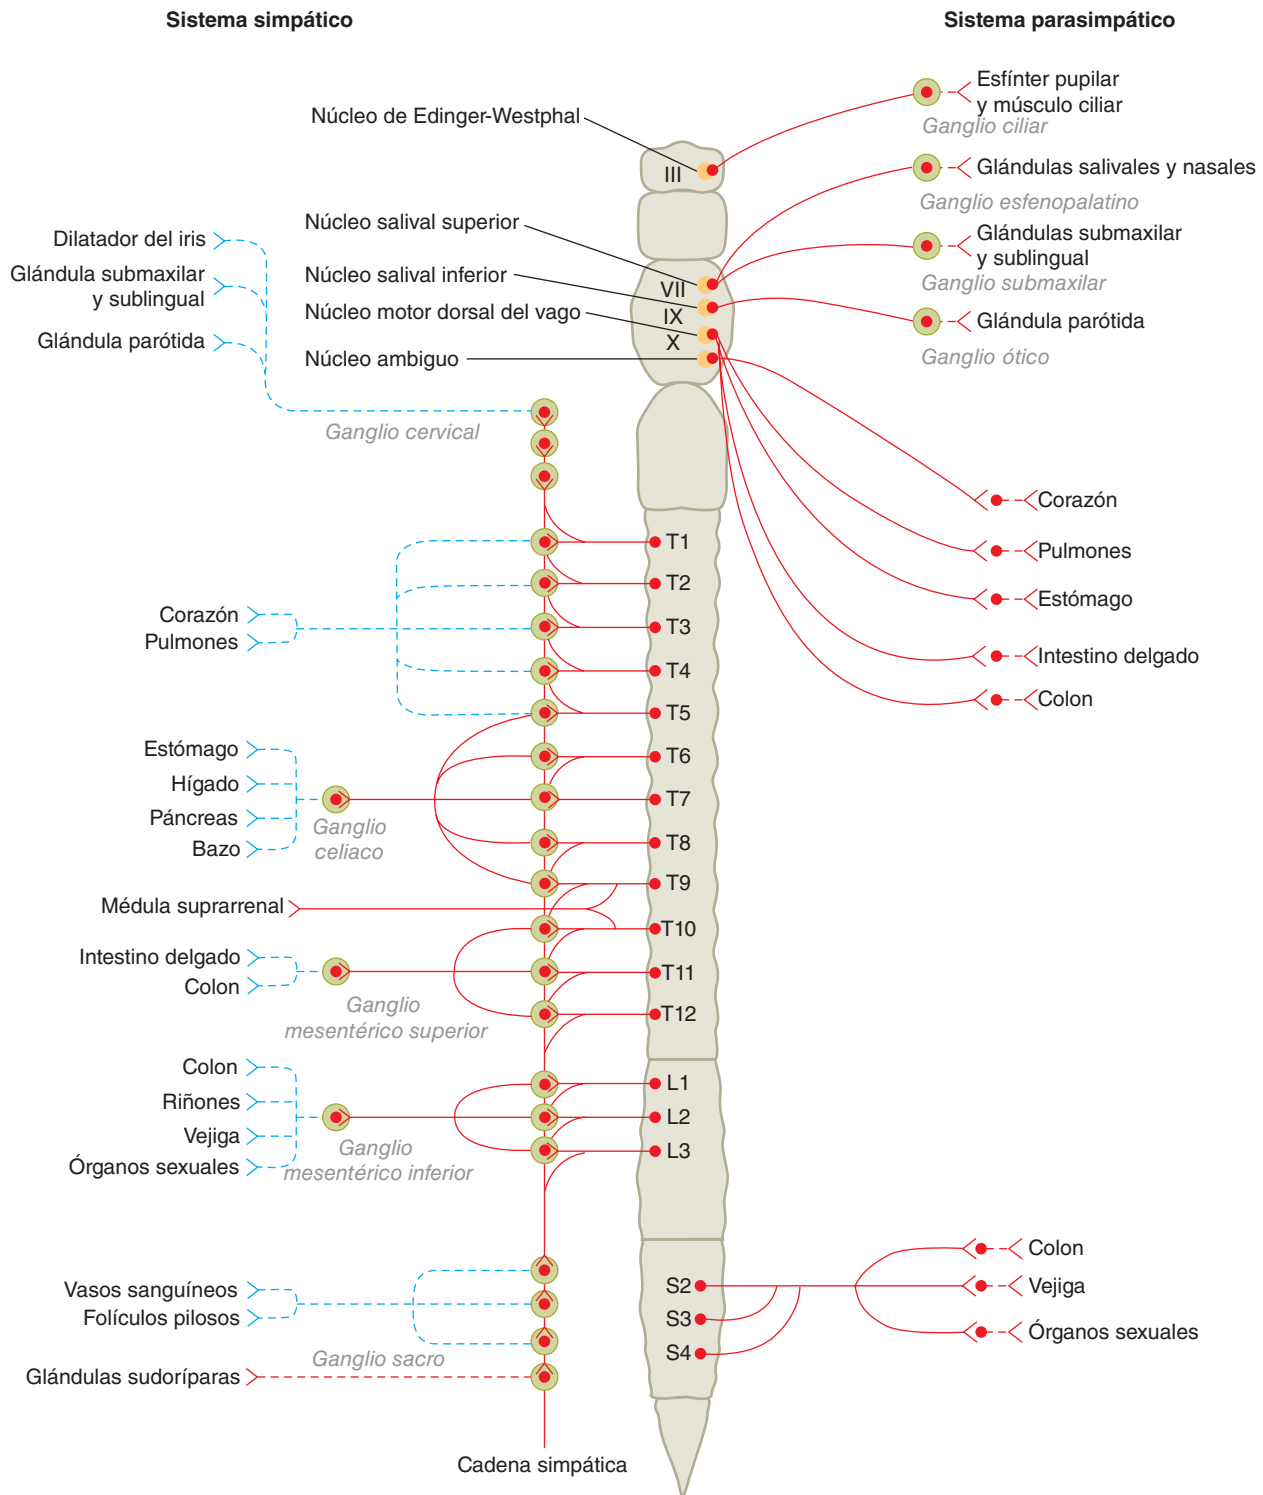 Sistema simpático
Sistema parasimpático
Núcleo de Edinger-Westphal
III
Núcleo salival superior
Núcleo salival inferior
Núcleo motor dorsal del vago
Núcleo ambiguo
VII
IX
X
Esfínter pupilar
y músculo ciliar
Ganglio ciliar
Glándulas salivales y nasales
Ganglio esfenopalatino
Glándulas submaxilar
y sublingual
Ganglio submaxilar
Glándula parótida
Ganglio ótico
Dilatador del iris
Glándula submaxilar
y sublingual
Glándula parótida
Ganglio cervical
Corazón
Pulmones
Estómago
Hígado
Páncreas
Bazo
Ganglio
celiaco
Médula suprarrenal
Intestino delgado
Colon
Ganglio
mesentérico superior
Colon
Riñones
Vejiga
Órganos sexuales
Ganglio
mesentérico inferior
Vasos sanguíneos
Folículos pilosos
Ganglio sacro
Glándulas sudoríparas
Cadena simpática
T1
T2
T3
T4
T5
T6
T7
T8
T9
T10
T11
T12
L1
L2
L3
S2
S3
S4
Corazón
Pulmones
Estómago
Intestino delgado
Colon
Colon
Vejiga
Órganos sexuales